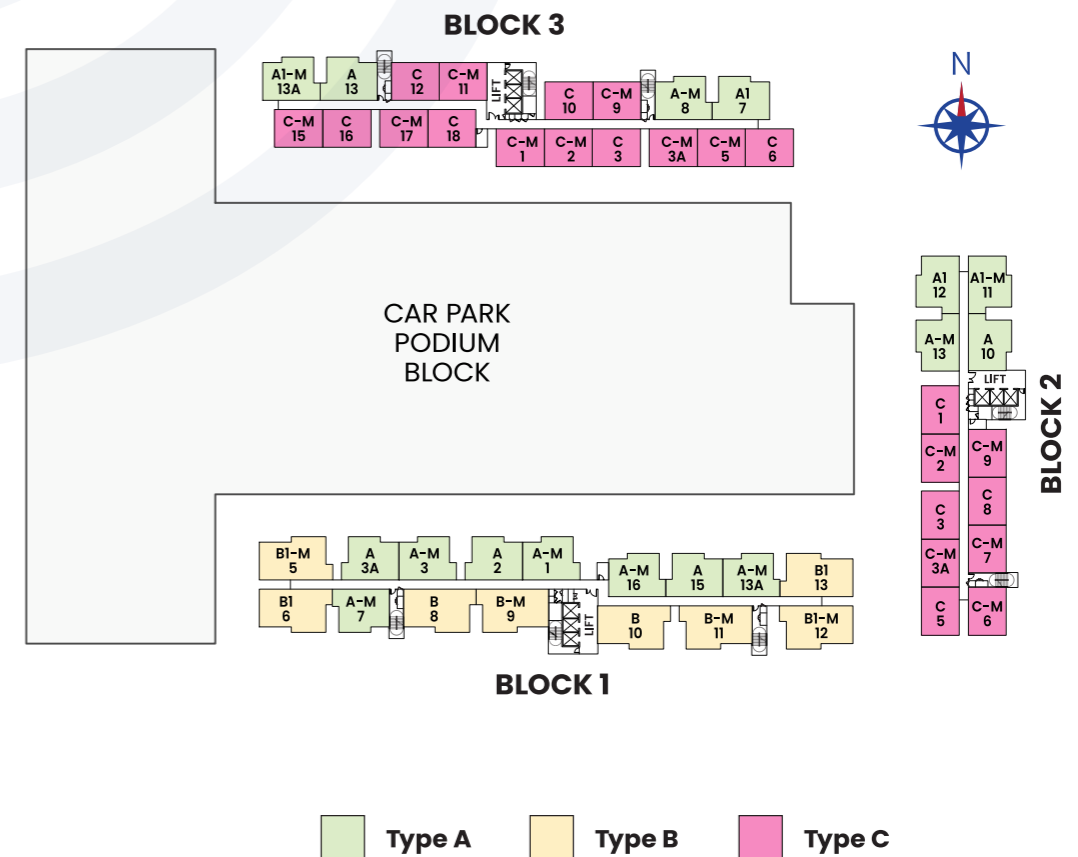 BLOCK 3
N
A1-M
13A
A
13
C
12
C-M
11
LIFT
C
10
C-M
9
A-M
8
A1
7
C-M
15
C
16
C-M
17
C
18
C-M
1
C-M
2
C
3
C-M
3A
C-M
5
C
6
CAR PARK
PODIUM
BLOCK
A1
12
A1-M
11
A-M
13
A
10
LIFT
C
1
C-M
2
C-M
9
C
3
C
8
C-M
3A
C-M
7
C
5
C-M
6
BLOCK 2
B1-M
5
A
3A
A-M
3
A
2
A-M
1
A-M
16
A
15
A-M
13A
B1
13
B1
6
A-M
7
B
8
B-M
9
LIFT
B
10
B-M
11
B1-M
12
BLOCK 1
Type A
Type B
Type C